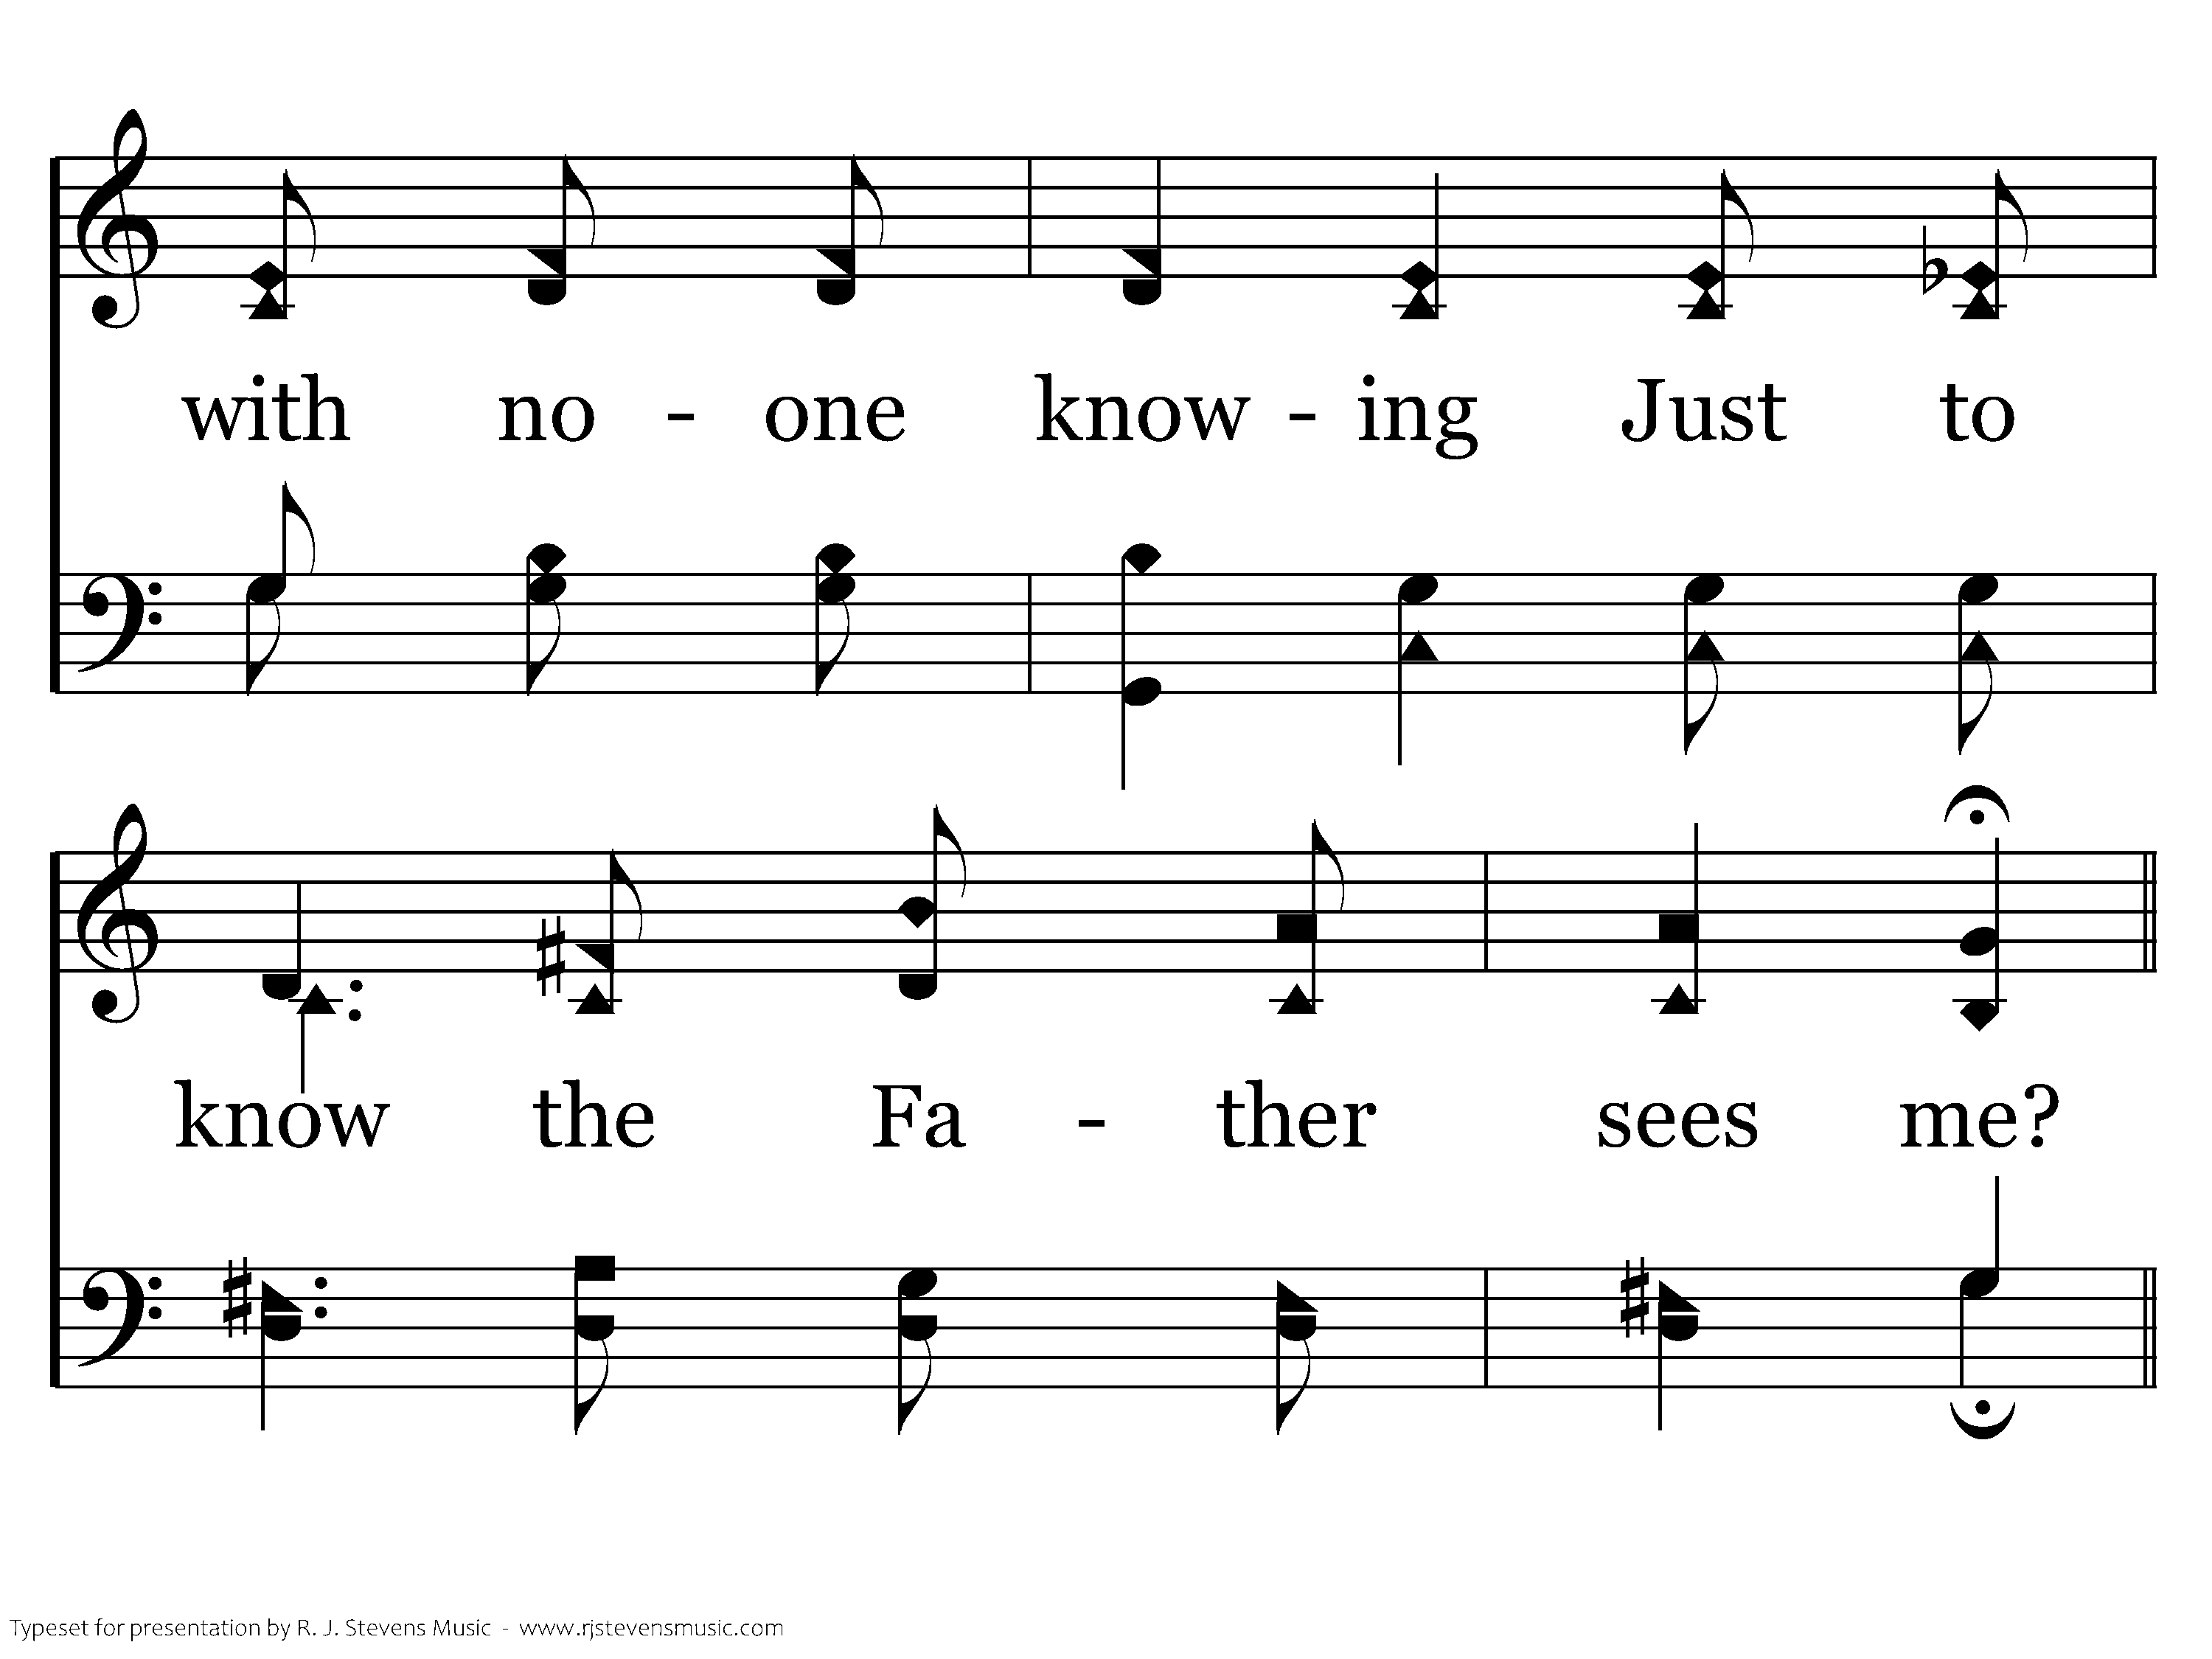 with no - one know - ing Just to
know the Fa - ther sees me?
Typeset for presentation by R. J. Stevens Music - www.rjstevensmusic.com